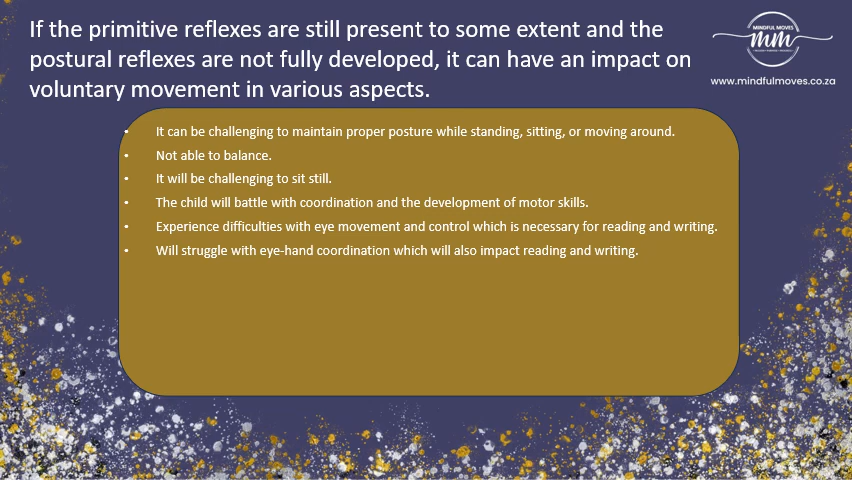 If the primitive reflexes are still present to some extent and the
postural reflexes are not fully developed, it can have an impact on
voluntary movement in various aspects.
MINDFUL MOVES
mm
www.mindfulmoves.co.za
• It can be challenging to maintain proper posture while standing, sitting, or moving around.
• Not able to balance.
• It will be challenging to sit still.
• The child will battle with coordination and the development of motor skills.
• Experience difficulties with eye movement and control which is necessary for reading and writing.
• Will struggle with eye-hand coordination which will also impact reading and writing.